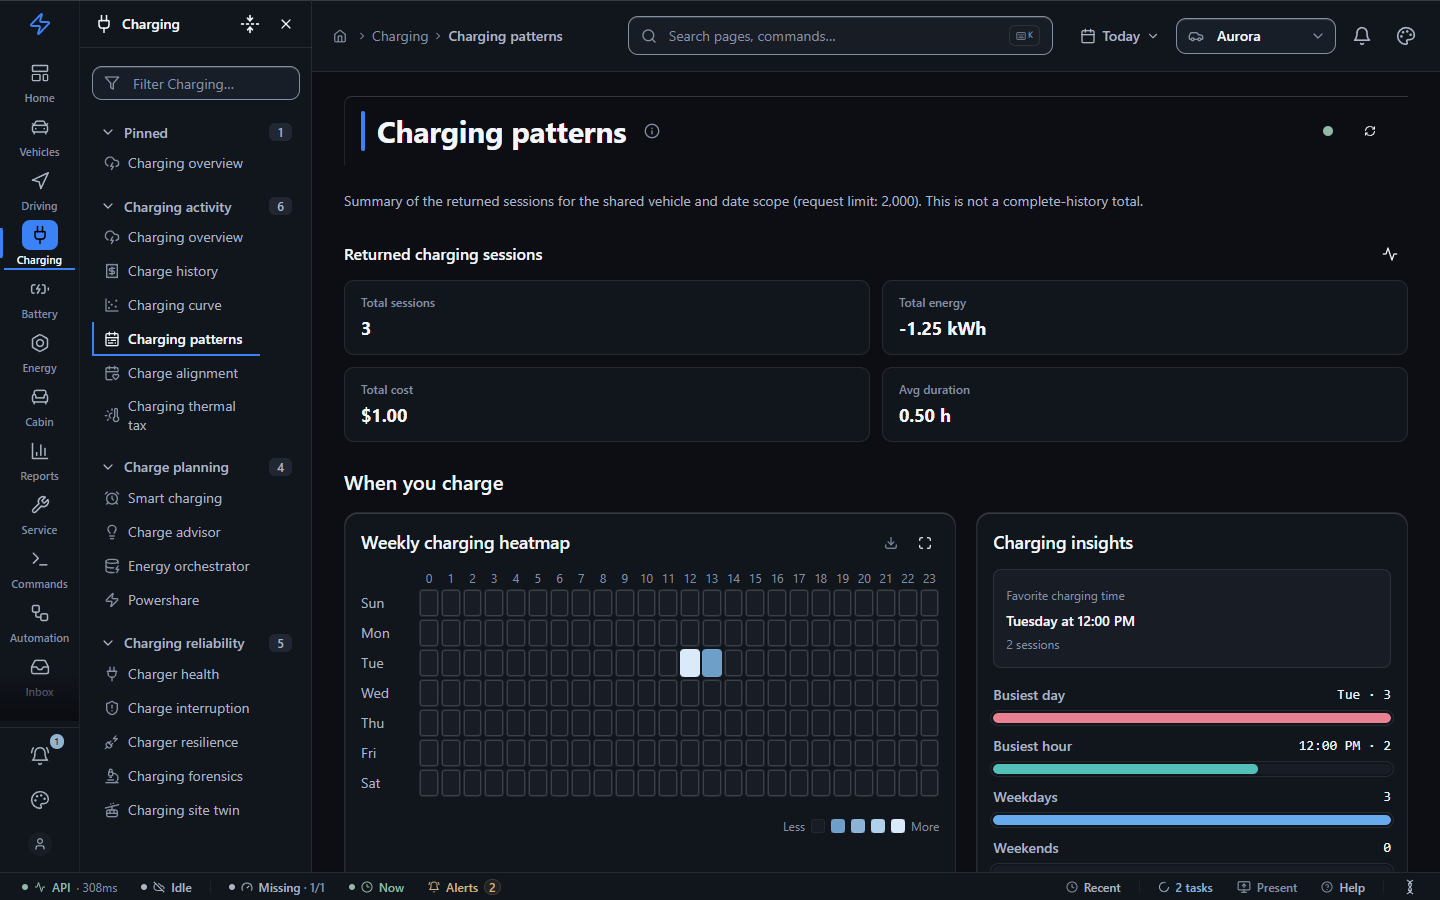 Home
Vehicles
Driving
Charging
Battery
Energy
Cabin
Reports
Service
Commands
Automation
Inbox
1
Charging
Filter Charging...
Pinned 1
Charging overview
Charging activity 6
Charging overview
Charge history
Charging curve
Charging patterns
Charge alignment
Charging thermal
tax
Charge planning 4
Smart charging
Charge advisor
Energy orchestrator
Powershare
Charging reliability 5
Charger health
Charge interruption
Charger resilience
Charging forensics
Charging site twin
Charging Charging patterns
Search pages, commands... K
Today
Aurora
Charging patterns
Summary of the returned sessions for the shared vehicle and date scope (request limit: 2,000). This is not a complete-history total.
Returned charging sessions
Total sessions
3
Total energy
-1.25 kWh
Total cost
$1.00
Avg duration
0.50 h
When you charge
Weekly charging heatmap
0 1 2 3 4 5 6 7 8 9 10 11 12 13 14 15 16 17 18 19 20 21 22 23
Sun
Mon
Tue
Wed
Thu
Fri
Sat
Less More
Charging insights
Favorite charging time
Tuesday at 12:00 PM
2 sessions
Busiest day Tue · 3
Busiest hour 12:00 PM · 2
Weekdays 3
Weekends 0
API · 308ms
Idle
Missing · 1/1
Now
Alerts 2
Recent
2 tasks
Present
Help